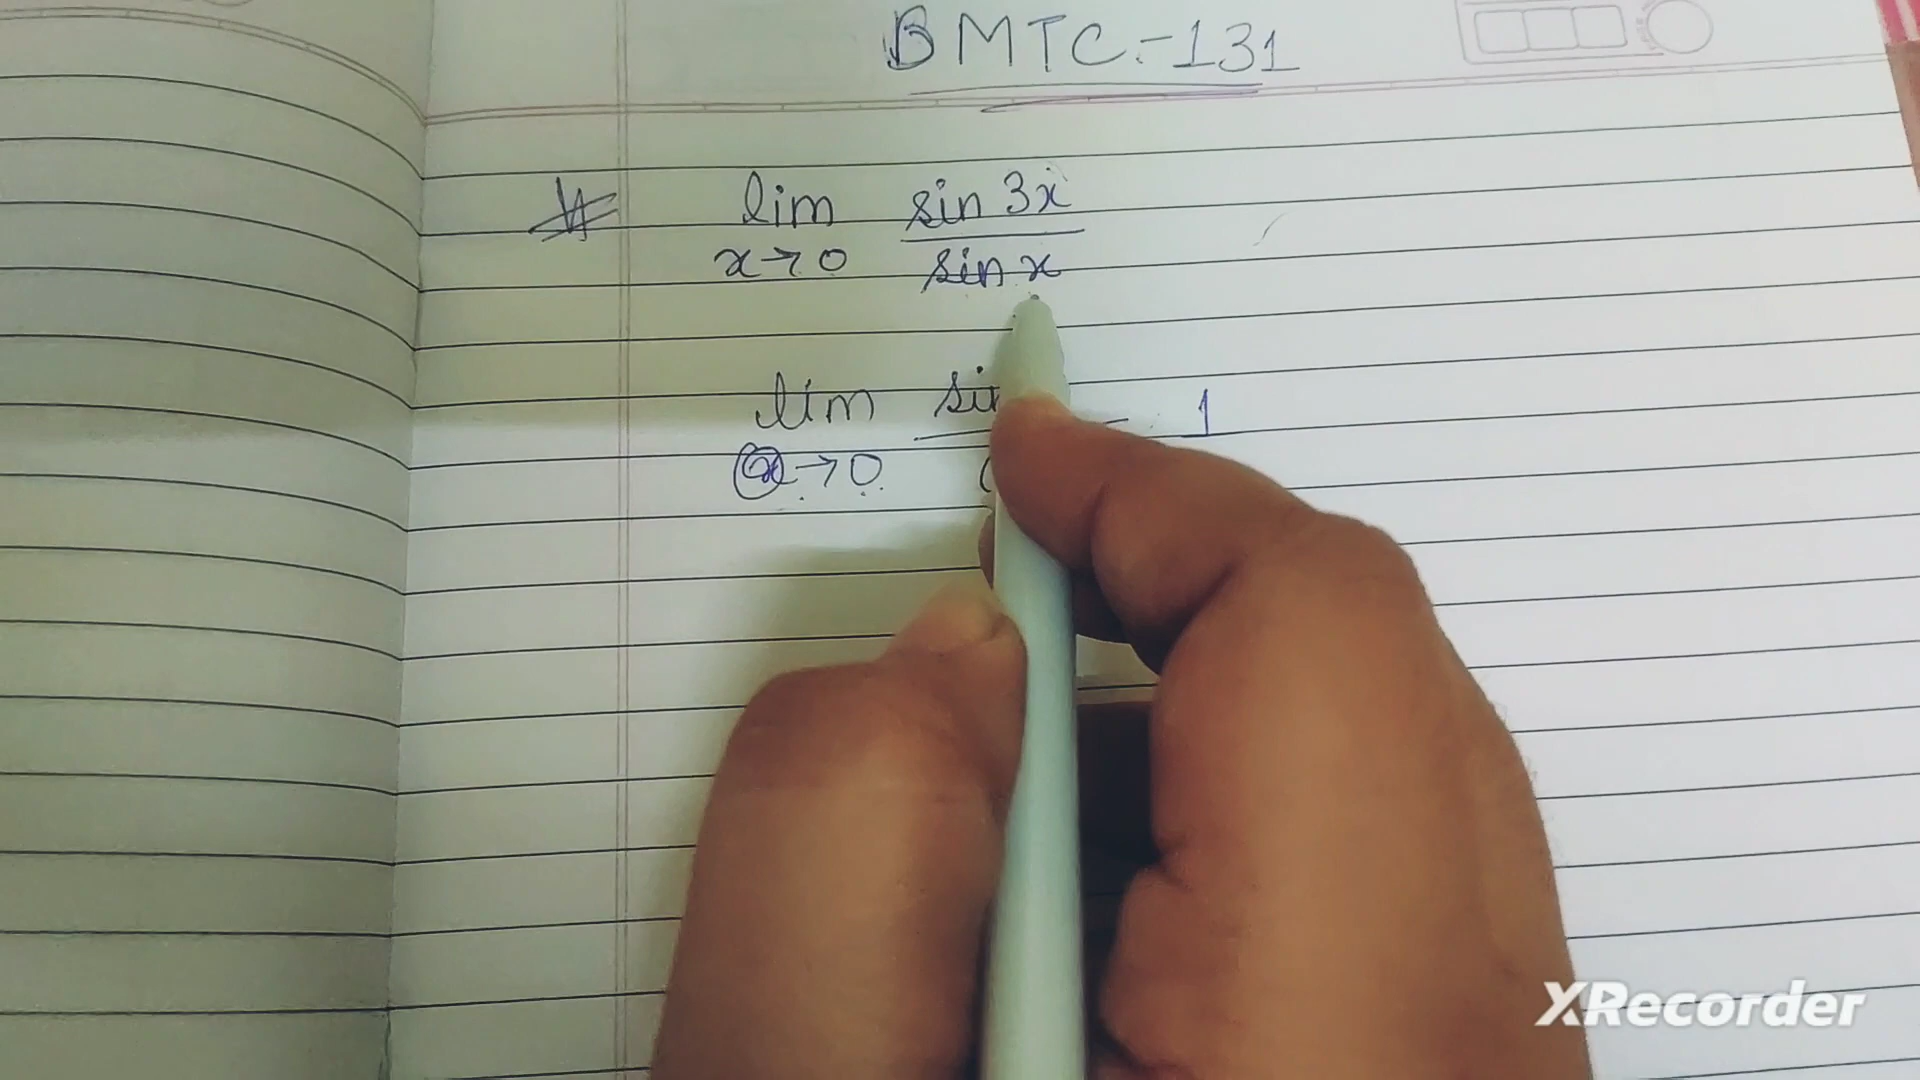 BMTC-131
# lim sin 3x
x→0 sin x
lim 1
x→0
XRecorder